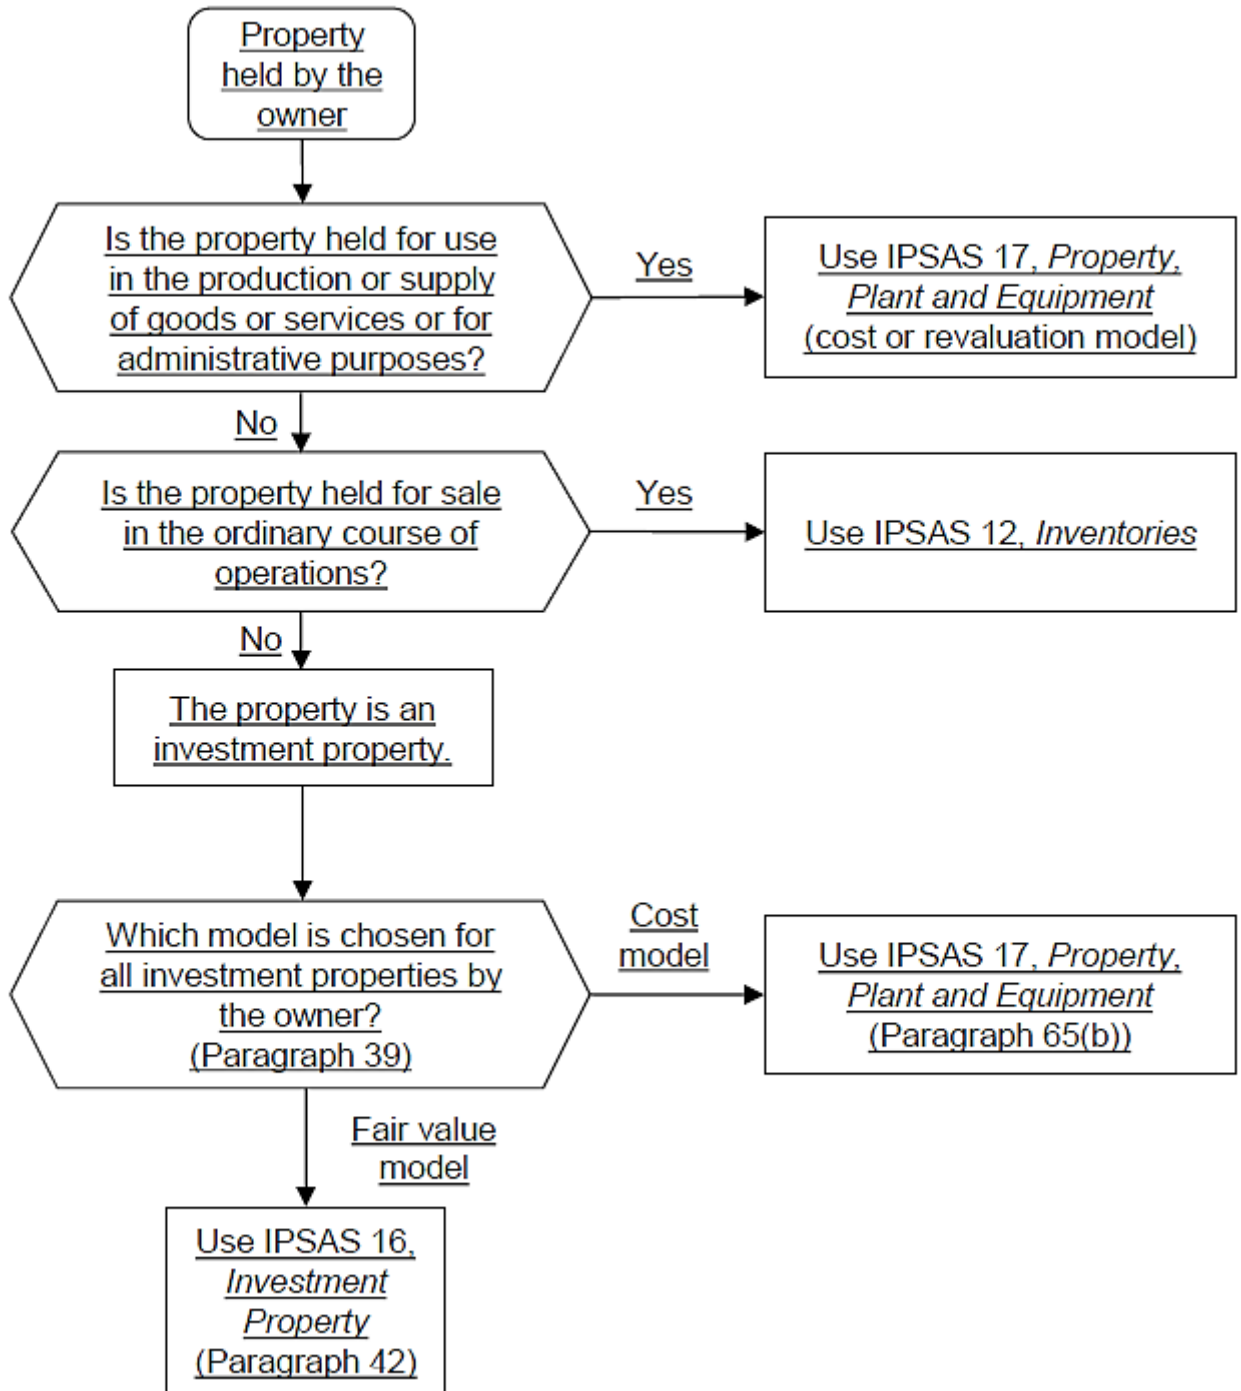 Property
held by the
owner
Is the property held for use
in the production or supply
of goods or services or for
administrative purposes?
Yes
Use IPSAS 17, Property,
Plant and Equipment
(cost or revaluation model)
No
Is the property held for sale
in the ordinary course of
operations?
Yes
Use IPSAS 12, Inventories
No
The property is an
investment property.
Which model is chosen for
all investment properties by
the owner?
(Paragraph 39)
Cost
model
Use IPSAS 17, Property,
Plant and Equipment
(Paragraph 65(b))
Fair value
model
Use IPSAS 16,
Investment
Property
(Paragraph 42)